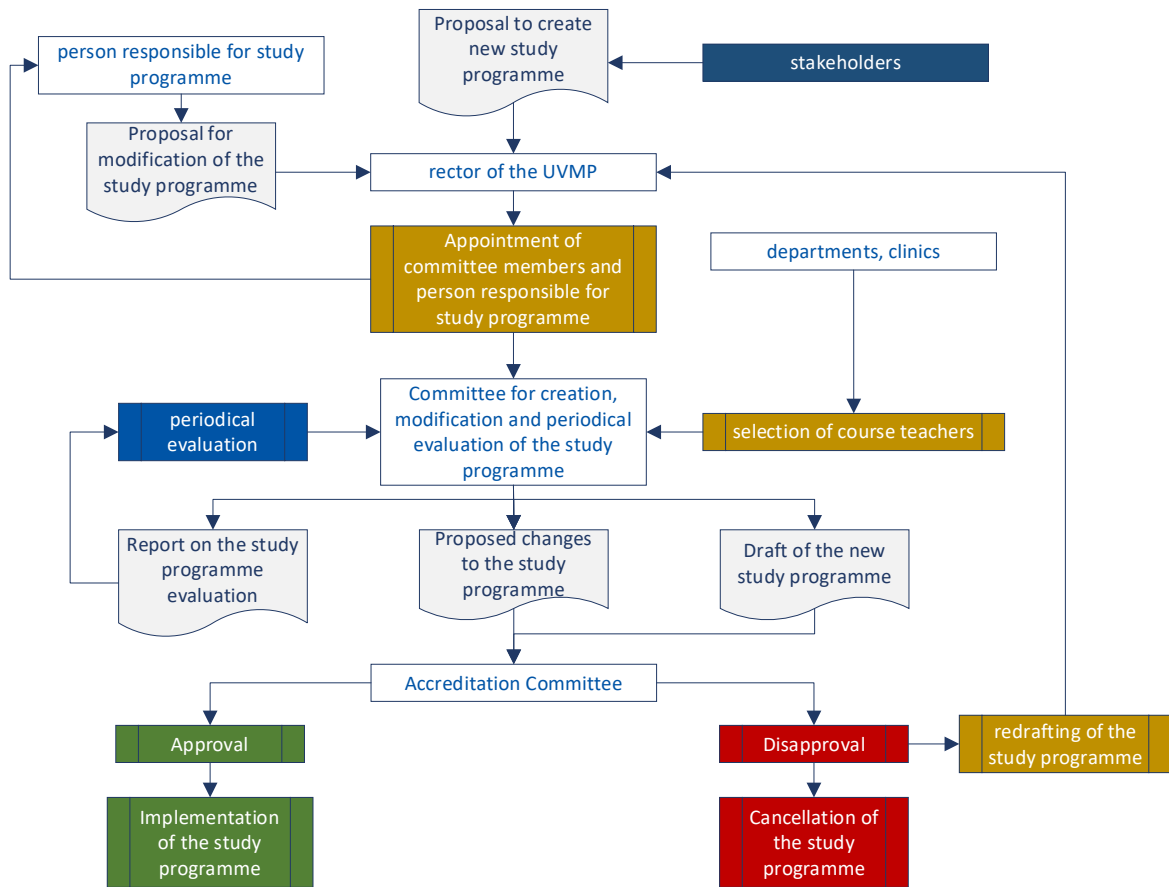 Proposal to create
new study
programme
person responsible for study
programme
stakeholders
Proposal for
modification of the
study programme
rector of the UVMP
Appointment of
committee members and
person responsible for
study programme
departments, clinics
Committee for creation,
modification and periodical
evaluation of the study
programme
periodical
evaluation
selection of course teachers
Report on the study
programme
evaluation
Proposed changes
to the study
programme
Draft of the new
study programme
Accreditation Committee
Approval
Disapproval
redrafting of the
study programme
Implementation
of the study
programme
Cancellation of
the study
programme